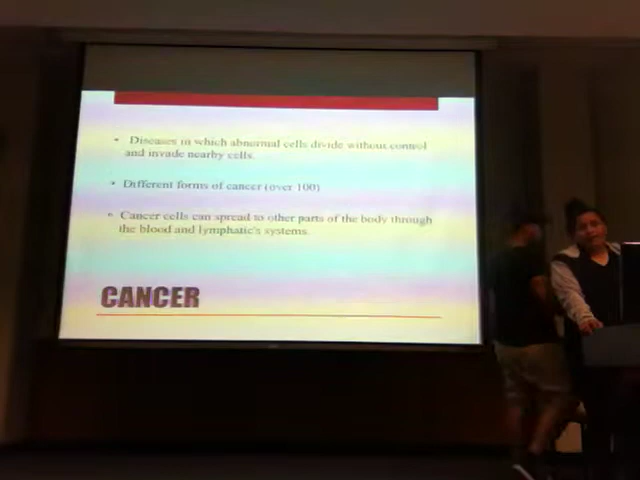 • Diseases in which abnormal cells divide without control
and invade nearby cells.
• Different forms of cancer (over 100)
• Cancer cells can spread to other parts of the body through
the blood and lymphatic's systems.
CANCER